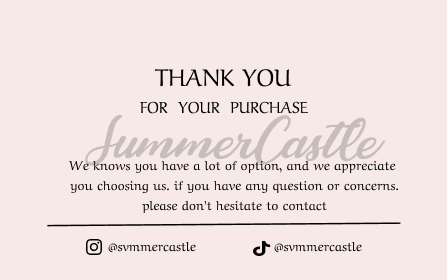 THANK YOU
FOR YOUR PURCHASE
SummerCastle
We knows you have a lot of option, and we appreciate
you choosing us. if you have any question or concerns.
please don't hesitate to contact
@svmmercastle @svmmercastle